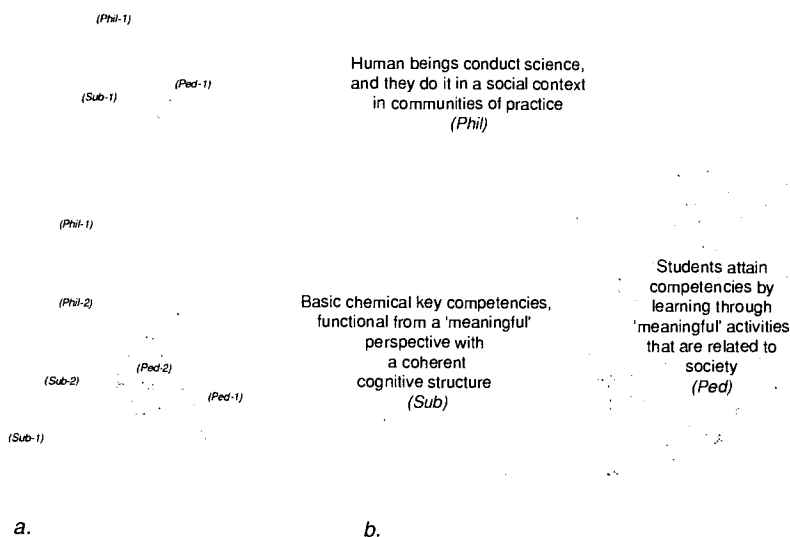 (Phil-1)
(Sub-1)
(Ped-1)
(Phil-1)
(Phil-2)
(Ped-2)
(Sub-2)
(Ped-1)
(Sub-1)
a.
Human beings conduct science,
and they do it in a social context
in communities of practice
(Phil)
Basic chemical key competencies,
functional from a 'meaningful'
perspective with
a coherent
cognitive structure
(Sub)
Students attain
competencies by
learning through
'meaningful' activities
that are related to
society
(Ped)
b.